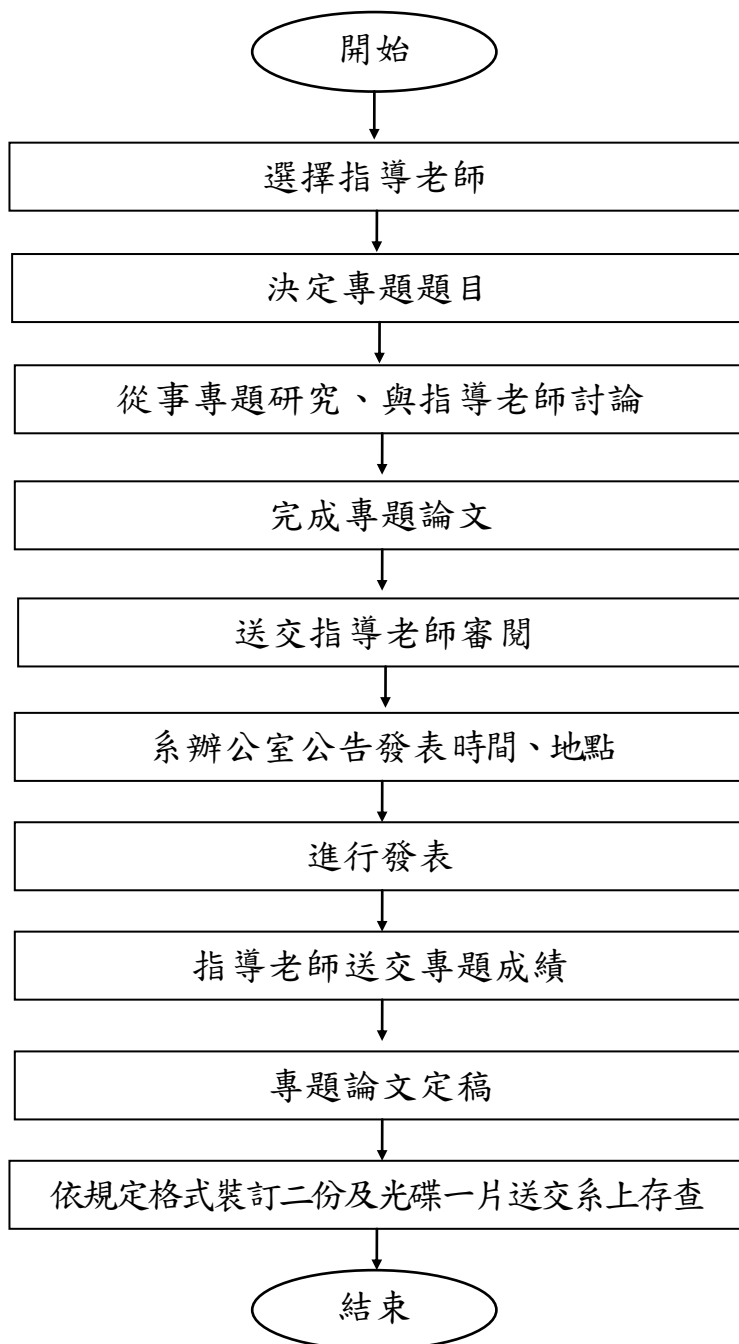 開始
選擇指導老師
決定專題題目
從事專題研究、與指導老師討論
完成專題論文
送交指導老師審閱
系辦公室公告發表時間、地點
進行發表
指導老師送交專題成績
專題論文定稿
依規定格式裝訂二份及光碟一片送交系上存查
結束